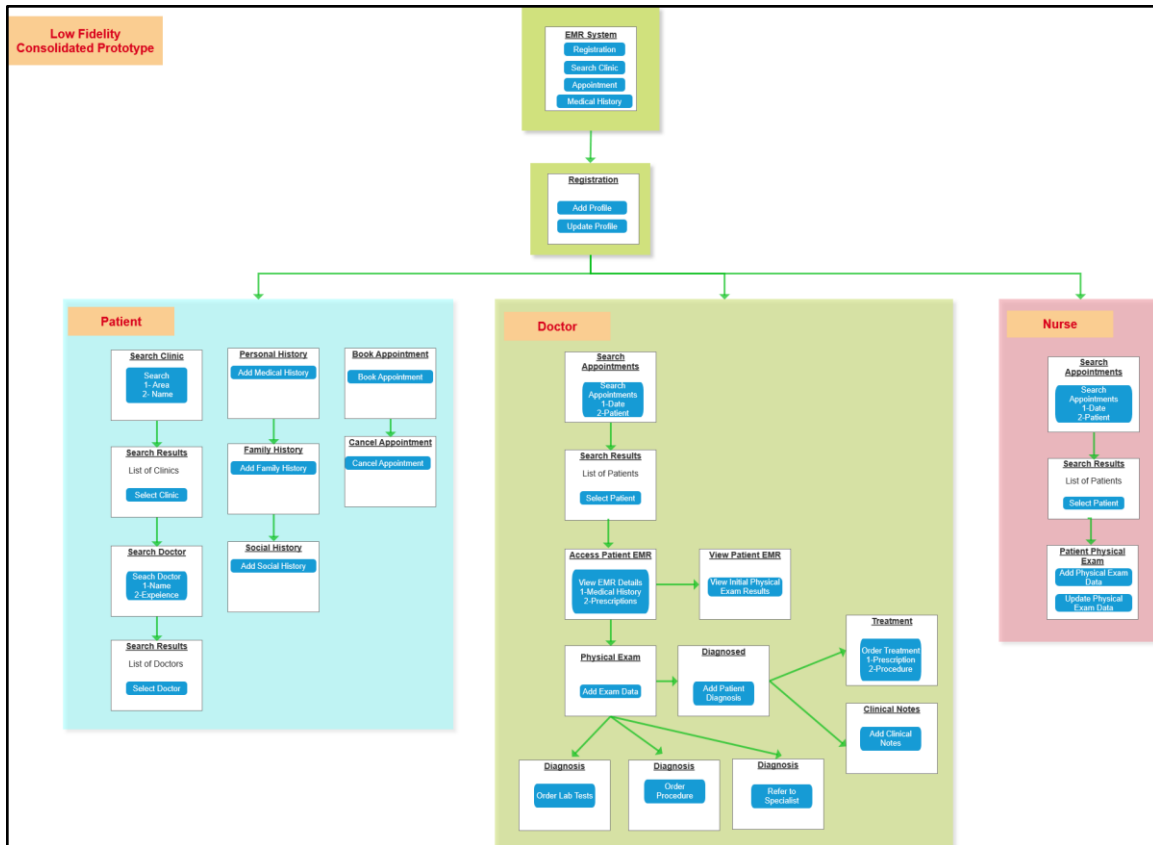 Low Fidelity
Consolidated Prototype
EMR System
Registration
Search Clinic
Appointment
Medical History
Registration
Add Profile
Update Profile
Patient
Search Clinic
Search
1- Area
2- Name
Search Results
List of Clinics
Select Clinic
Search Doctor
Seach Doctor
1-Name
2-Expeience
Search Results
List of Doctors
Select Doctor
Personal History
Add Medical History
Family History
Add Family History
Social History
Add Social History
Book Appointment
Book Appointment
Cancel Appointment
Cancel Appointment
Doctor
Search
Appointments
Search
Appointments
1-Date
2-Patient
Search Results
List of Patients
Select Patient
Access Patient EMR
View EMR Details
1-Medical History
2-Prescriptions
View Patient EMR
View Initial Physical
Exam Results
Physical Exam
Add Exam Data
Diagnosed
Add Patient
Diagnosis
Treatment
Order Treatment
1-Prescription
2-Procedure
Clinical Notes
Add Clinical
Notes
Diagnosis
Order Lab Tests
Diagnosis
Order
Procedure
Diagnosis
Refer to
Specialist
Nurse
Search
Appointments
Search
Appointments
1-Date
2-Patient
Search Results
List of Patients
Select Patient
Patient Physical
Exam
Add Physical Exam
Data
Update Physical
Exam Data